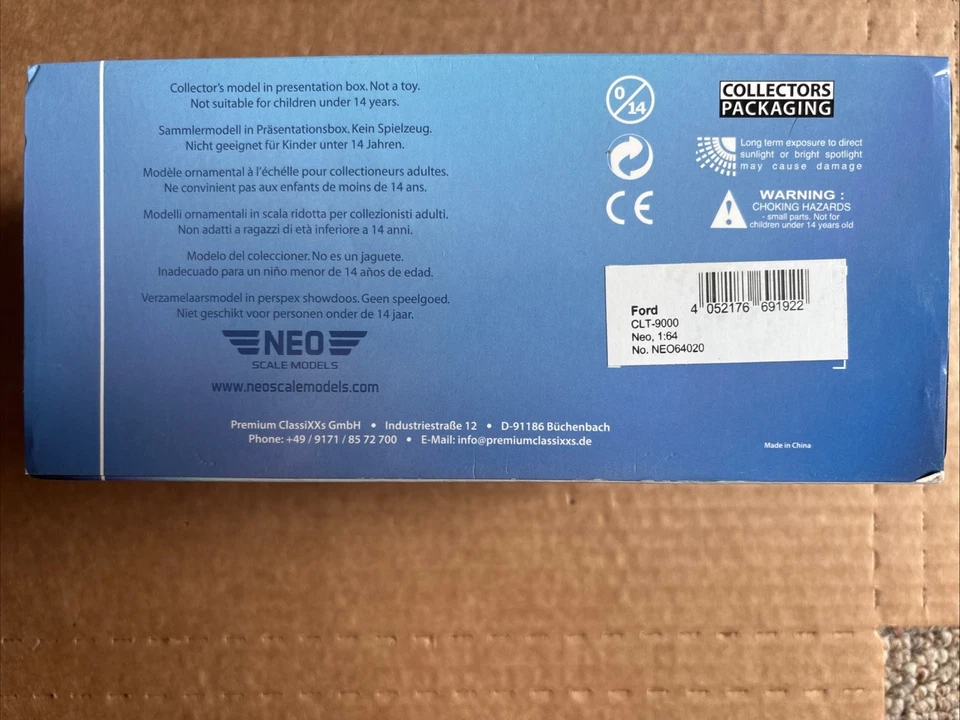 Collector's model in presentation box. Not a toy.
Not suitable for children under 14 years.
Sammlermodell in Präsentationsbox. Kein Spielzeug.
Nicht geeignet für Kinder unter 14 Jahren.
Modèle ornamental à l'échélle pour collectioneurs adultes.
Ne convinient pas aux enfants de moins de 14 ans.
Modelli ornamentali in scala ridotta per collezionisti adulti.
Non adatti a ragazzi di età inferiore a 14 anni.
Modelo del coleccioner. No es un jaguete.
Inadecuado para un niño menor de 14 años de edad.
Verzamelaarsmodel in perspex showdoos. Geen speelgoed.
Niet geschikt voor personen onder de 14 jaar.
NEO
SCALE MODELS
www.neoscalemodels.com
Premium ClassiXXs GmbH • Industriestraße 12 • D-91186 Büchenbach
Phone: +49 / 9171 / 85 72 700 • E-Mail: info@premiumclassixxs.de
0/14
CE
COLLECTORS
PACKAGING
Long term exposure to direct
sunlight or bright spotlight
may cause damage
WARNING :
CHOKING HAZARDS
- small parts. Not for
children under 14 years old
4 052176 691922
Ford
CLT-9000
Neo, 1:64
No. NEO64020
Made in China